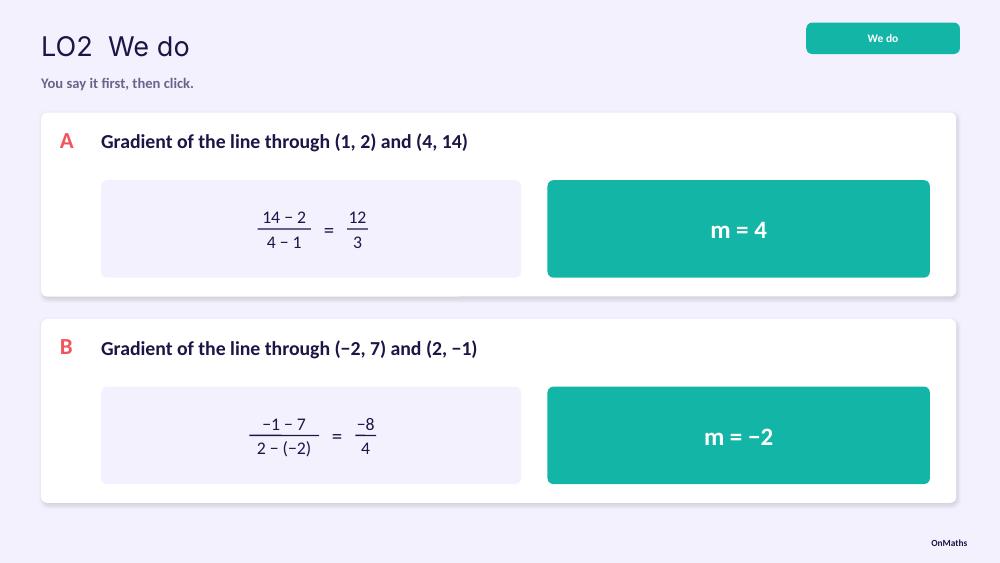 LO2 We do
We do
You say it first, then click.
A Gradient of the line through (1, 2) and (4, 14)
14 − 2
4 − 1
=
12
3
m = 4
B Gradient of the line through (−2, 7) and (2, −1)
−1 − 7
2 − (−2)
=
−8
4
m = −2
OnMaths